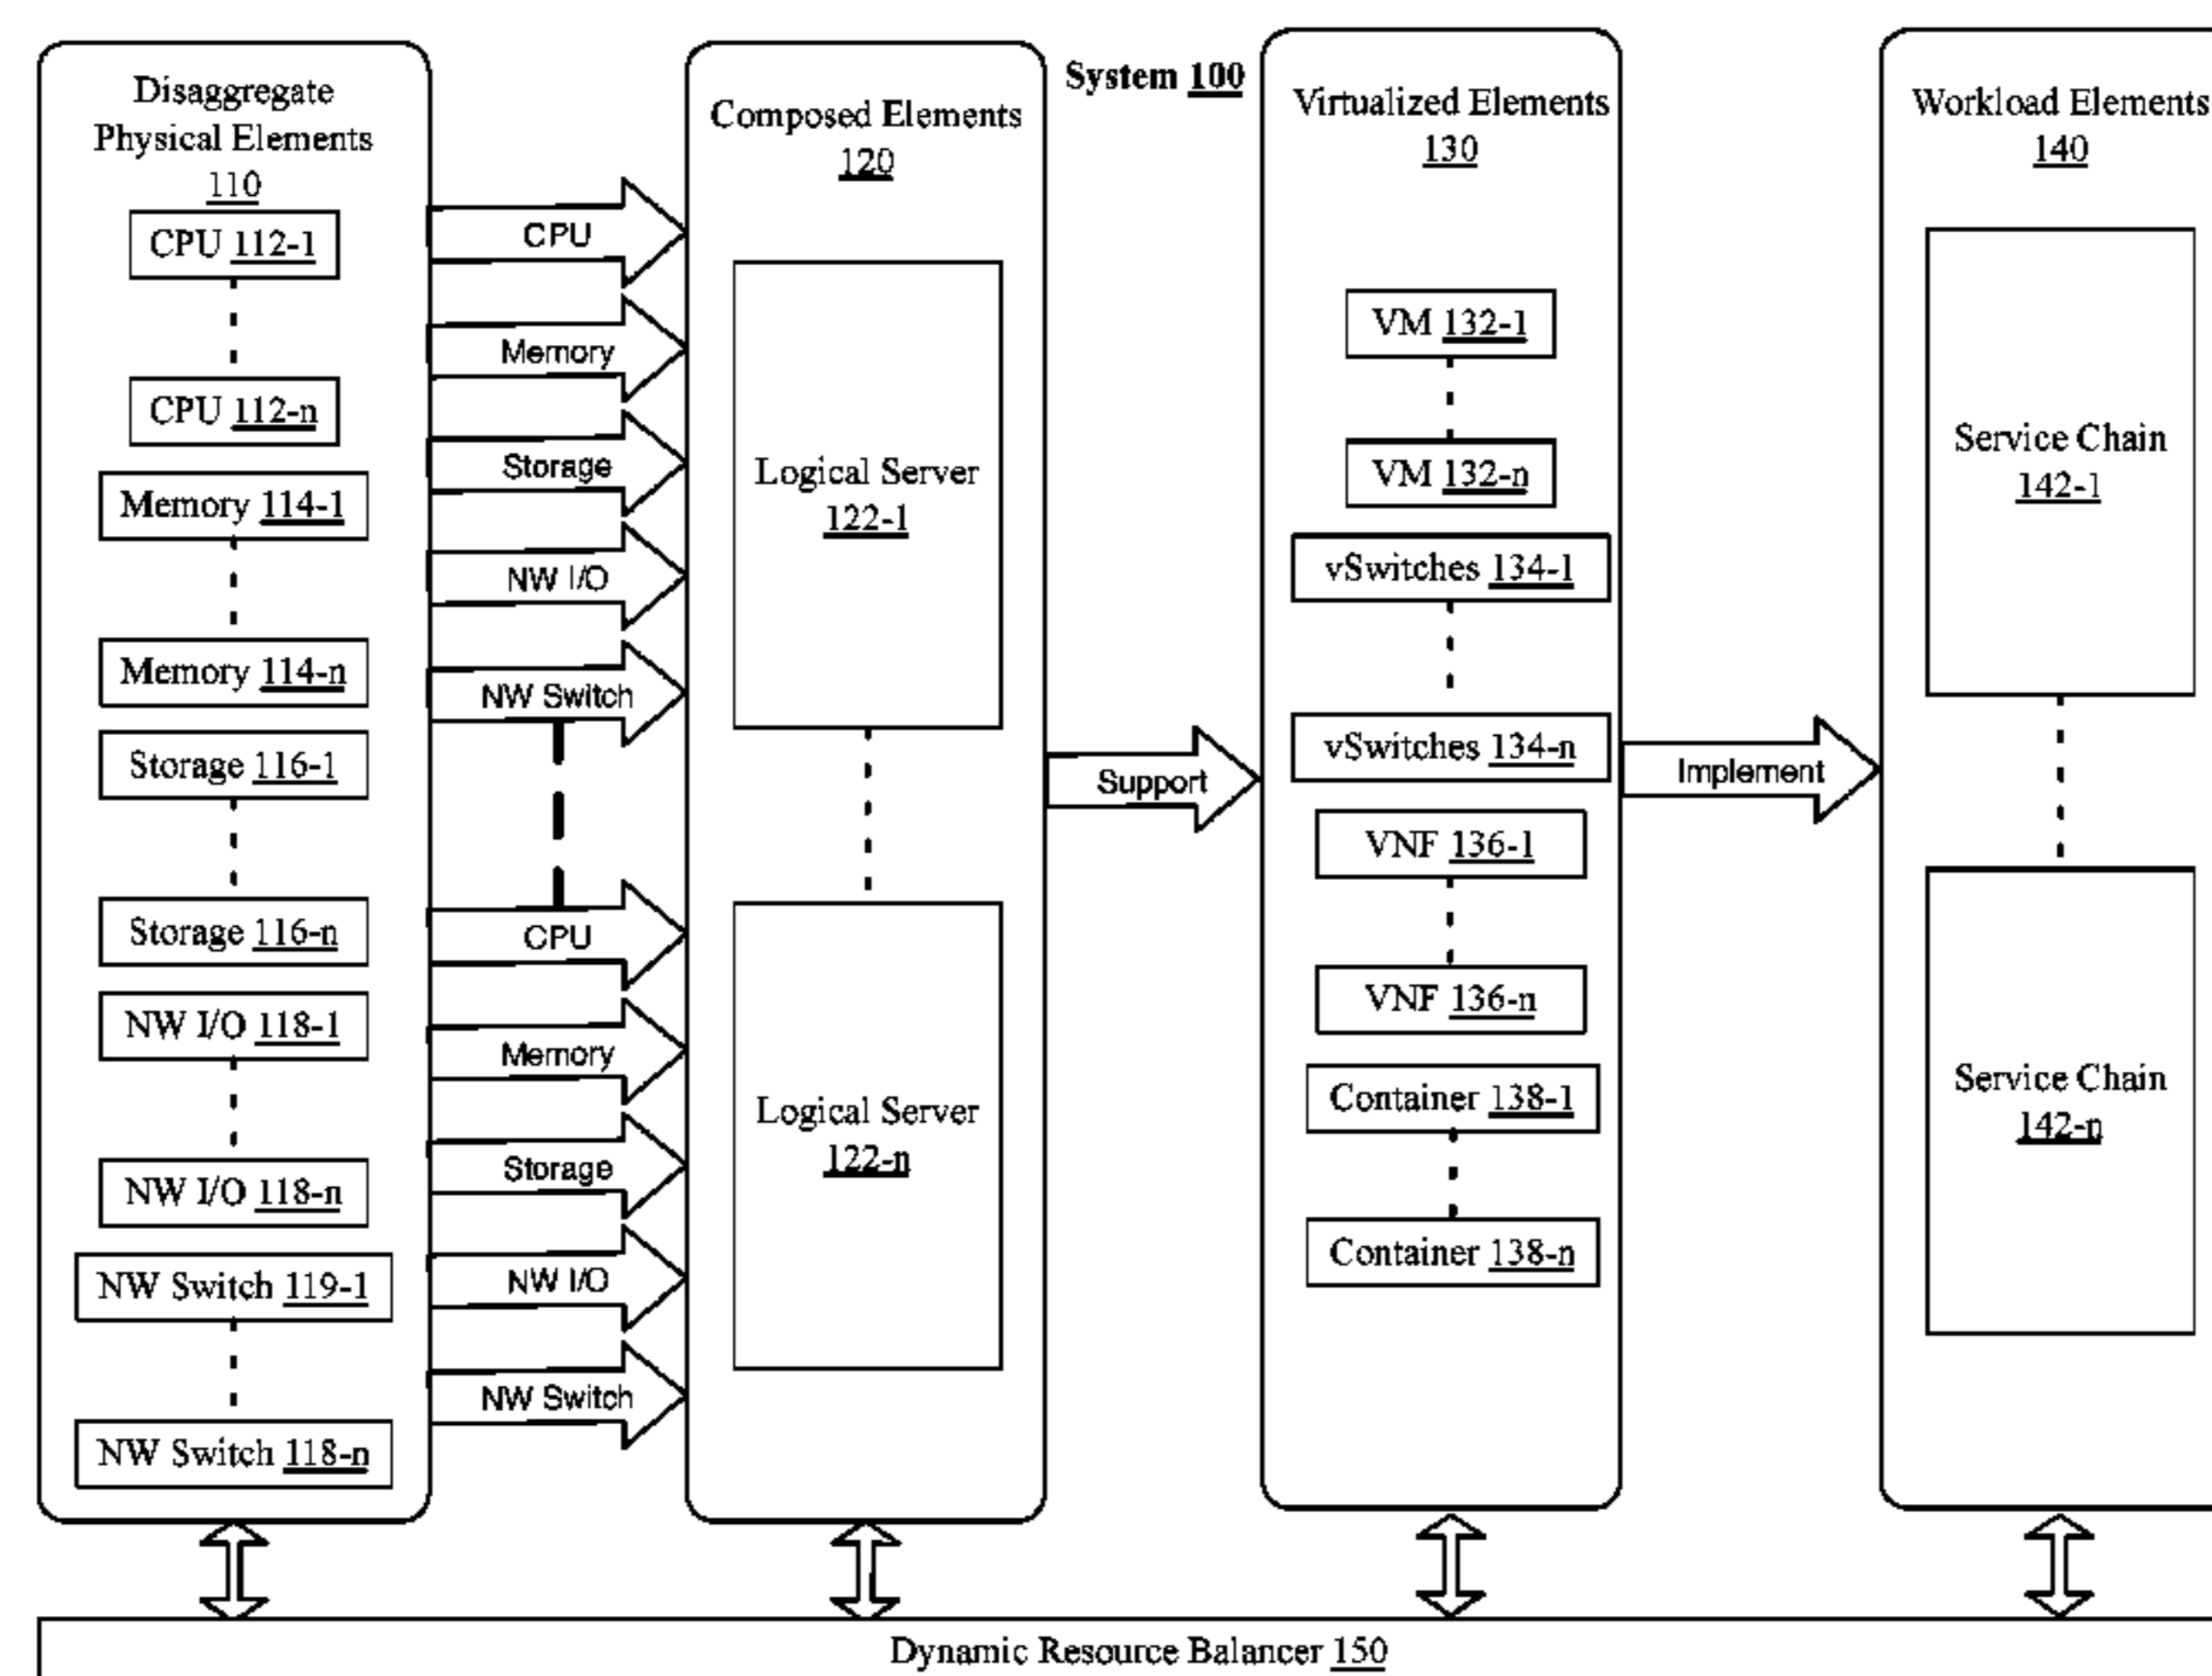 System 100
Disaggregate
Physical Elements
110
CPU 112-1
CPU 112-n
Memory 114-1
Memory 114-n
Storage 116-1
Storage 116-n
NW I/O 118-1
NW I/O 118-n
NW Switch 119-1
NW Switch 118-n
CPU
Memory
Storage
NW I/O
NW Switch
CPU
Memory
Storage
NW I/O
NW Switch
Composed Elements
120
Logical Server
122-1
Logical Server
122-n
Support
Virtualized Elements
130
VM 132-1
VM 132-n
vSwitches 134-1
vSwitches 134-n
VNF 136-1
VNF 136-n
Container 138-1
Container 138-n
Implement
Workload Elements
140
Service Chain
142-1
Service Chain
142-n
Dynamic Resource Balancer 150